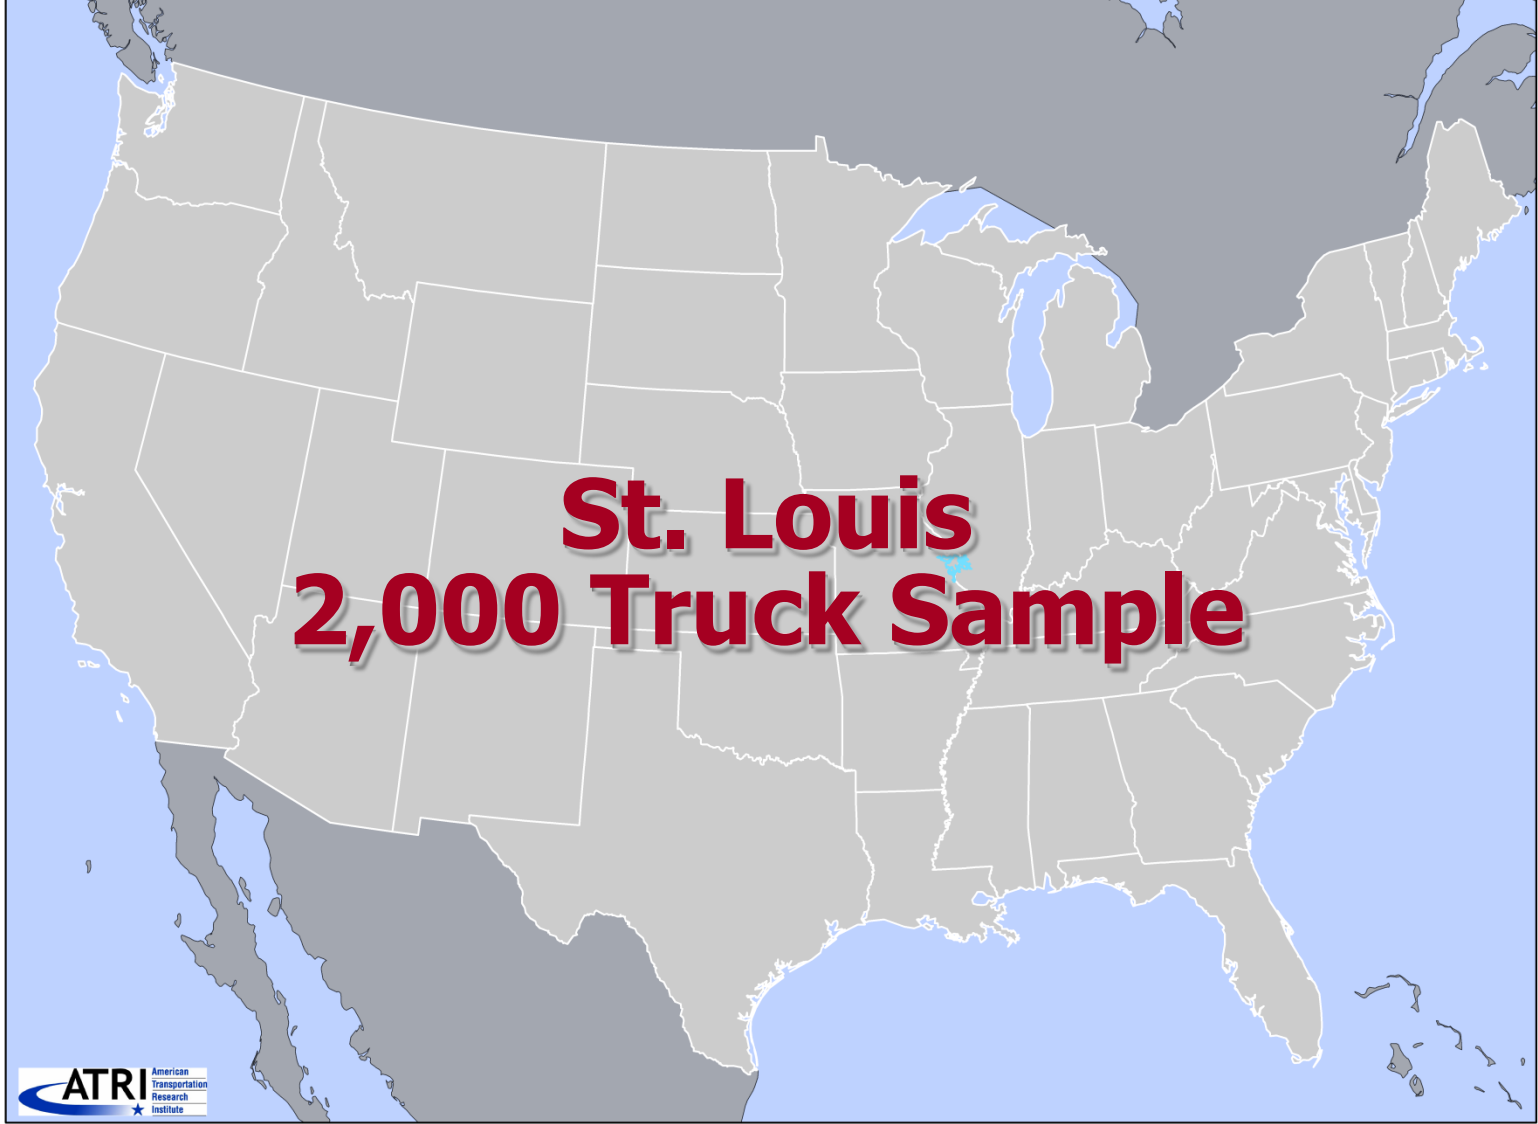 St. Louis
2,000 Truck Sample
ATRI
American
Transportation
Research
Institute